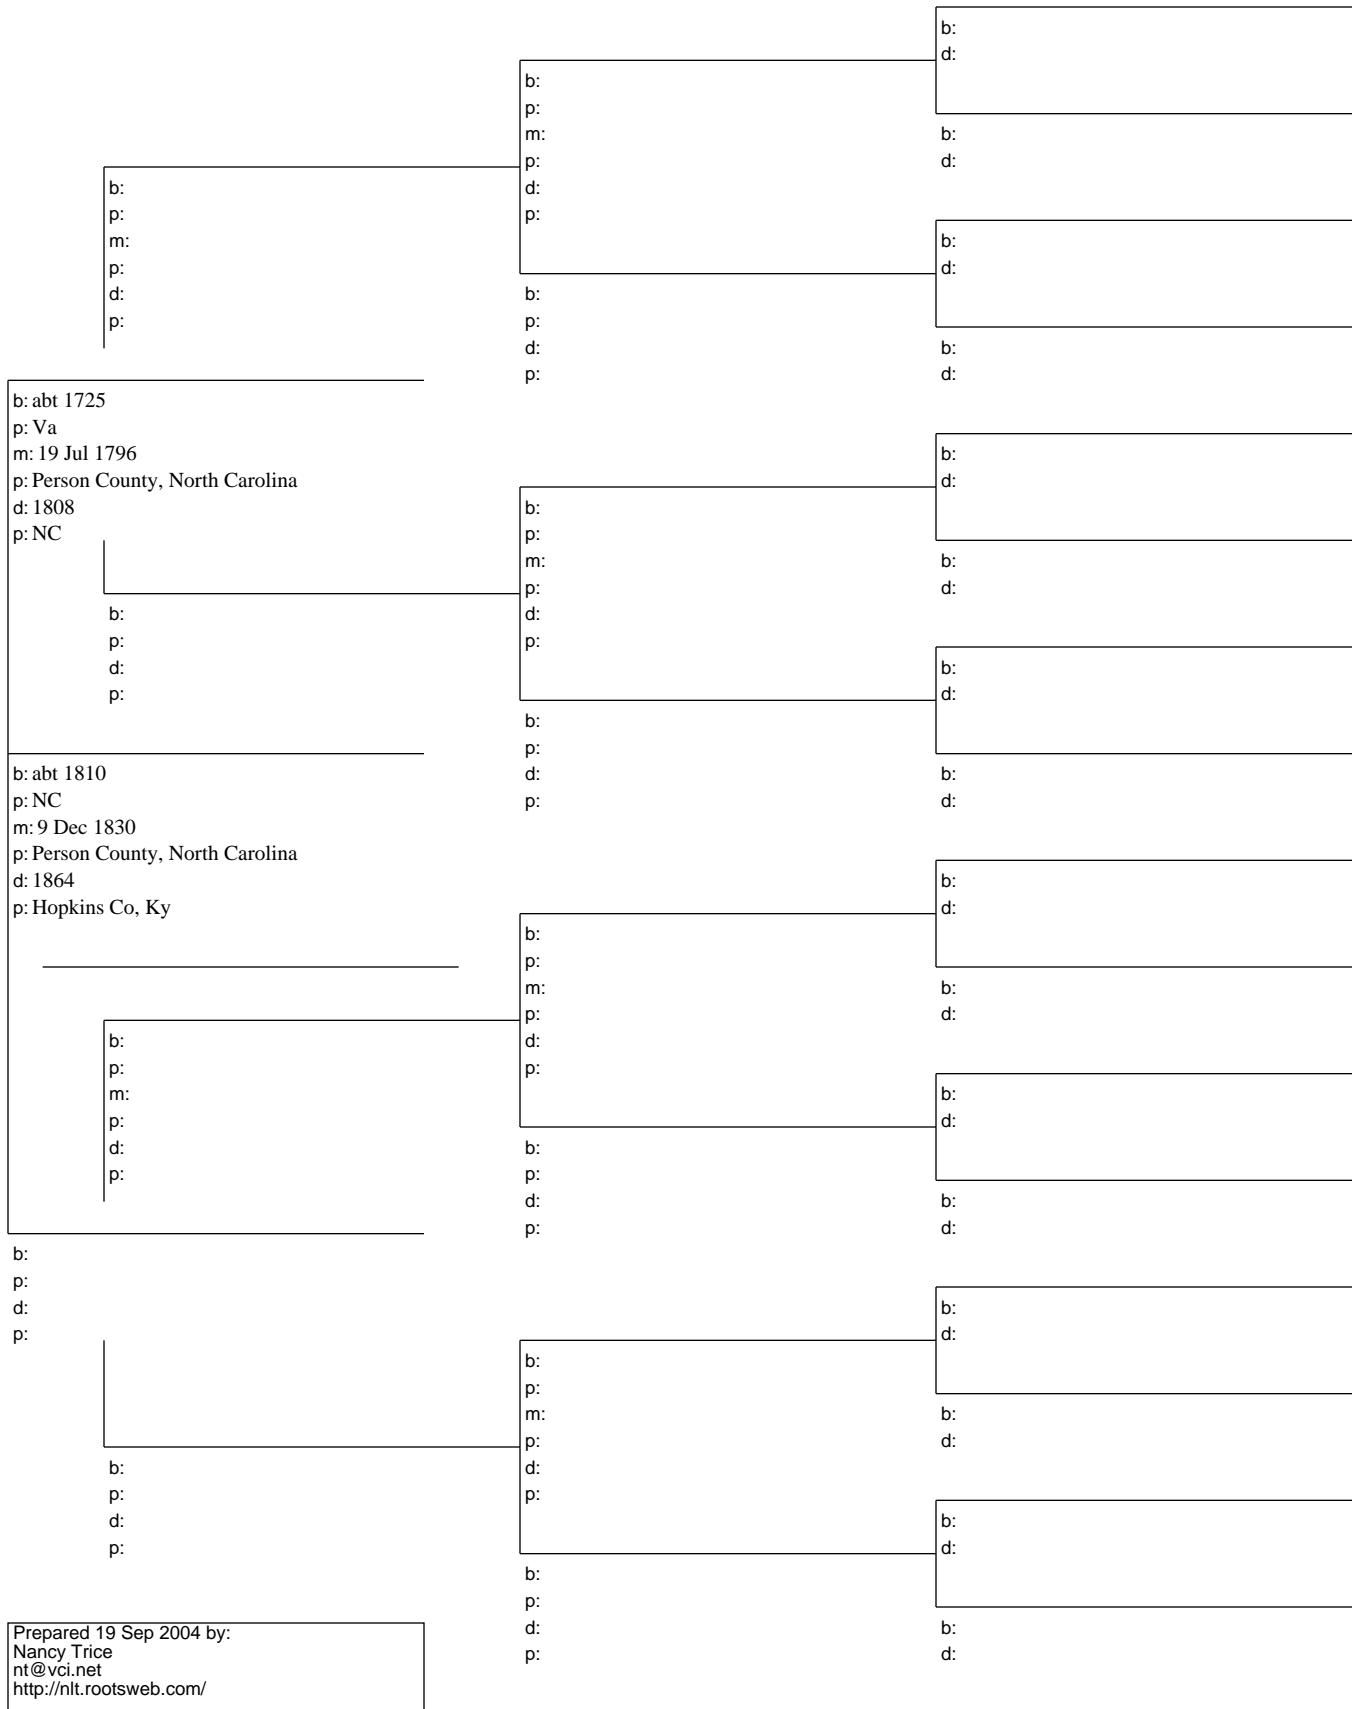 b:
d:
b:
p:
m:
p:
d:
p:
b:
d:
b:
p:
m:
p:
d:
p:
b:
d:
b:
p:
d:
p:
b:
d:
b: abt 1725
p: Va
m: 19 Jul 1796
p: Person County, North Carolina
d: 1808
p: NC
b:
d:
b:
p:
m:
p:
d:
p:
b:
d:
b:
p:
d:
p:
b:
d:
b:
p:
d:
p:
b:
d:
b: abt 1810
p: NC
m: 9 Dec 1830
p: Person County, North Carolina
d: 1864
p: Hopkins Co, Ky
b:
d:
b:
p:
m:
p:
d:
p:
b:
d:
b:
p:
m:
p:
d:
p:
b:
d:
b:
p:
d:
p:
b:
d:
b:
p:
d:
p:
b:
d:
b:
p:
m:
p:
d:
p:
b:
d:
b:
p:
d:
p:
b:
d:
b:
p:
d:
p:
b:
d:
Prepared 19 Sep 2004 by:
Nancy Trice
nt@vci.net
http://nlt.rootsweb.com/